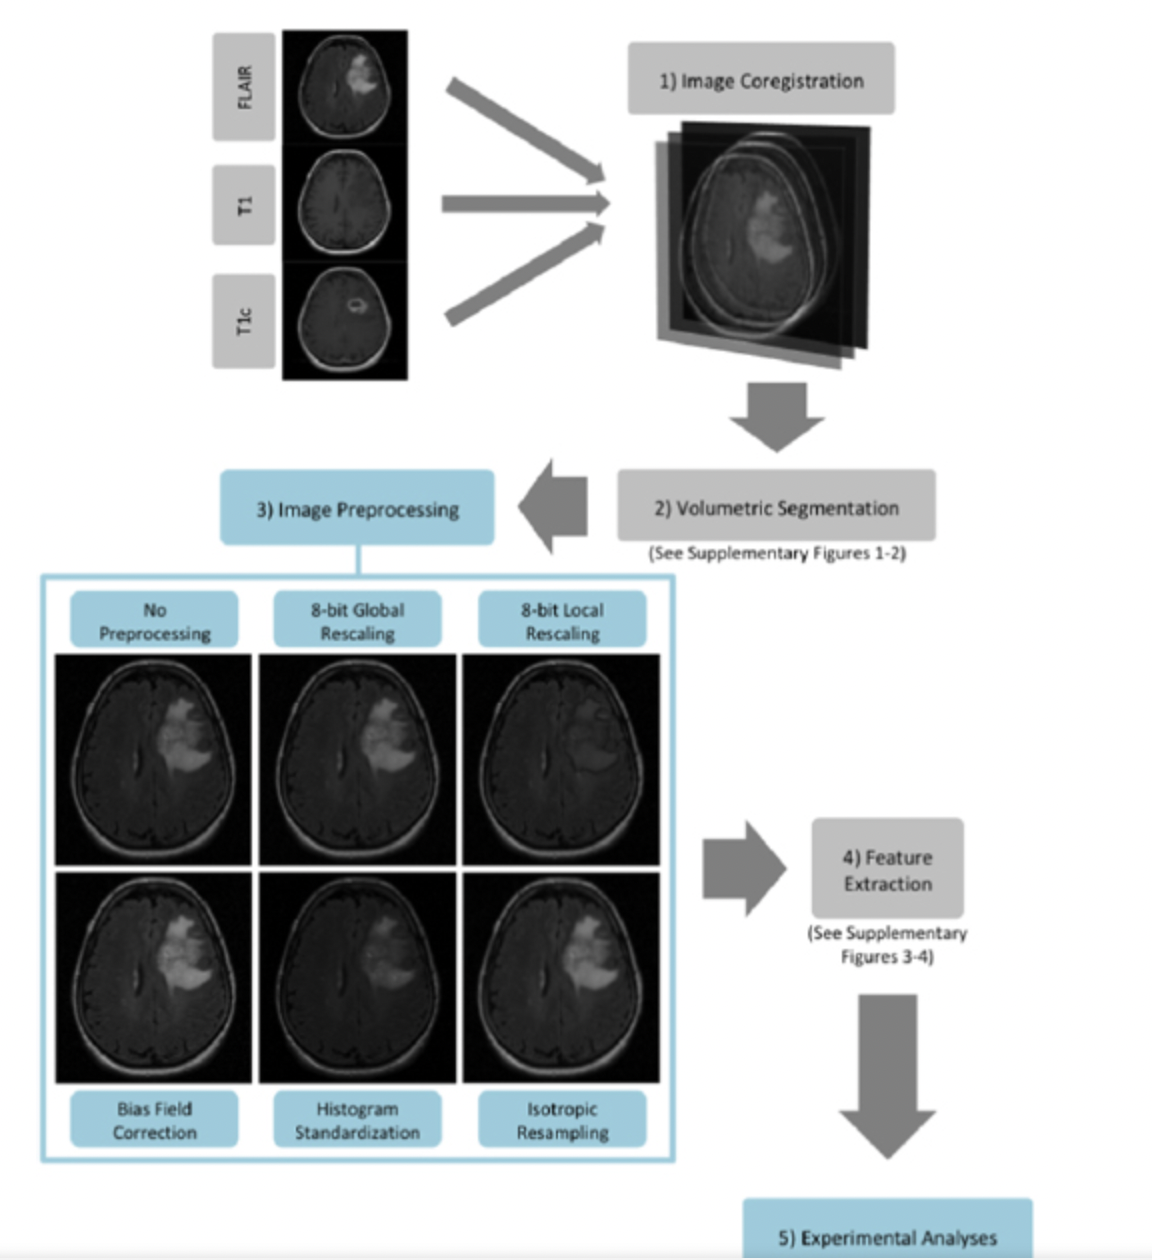 FLAIR
T1
T1c
1) Image Coregistration
2) Volumetric Segmentation
(See Supplementary Figures 1-2)
3) Image Preprocessing
No
Preprocessing
8-bit Global
Rescaling
8-bit Local
Rescaling
Bias Field
Correction
Histogram
Standardization
Isotropic
Resampling
4) Feature
Extraction
(See Supplementary
Figures 3-4)
5) Experimental Analyses